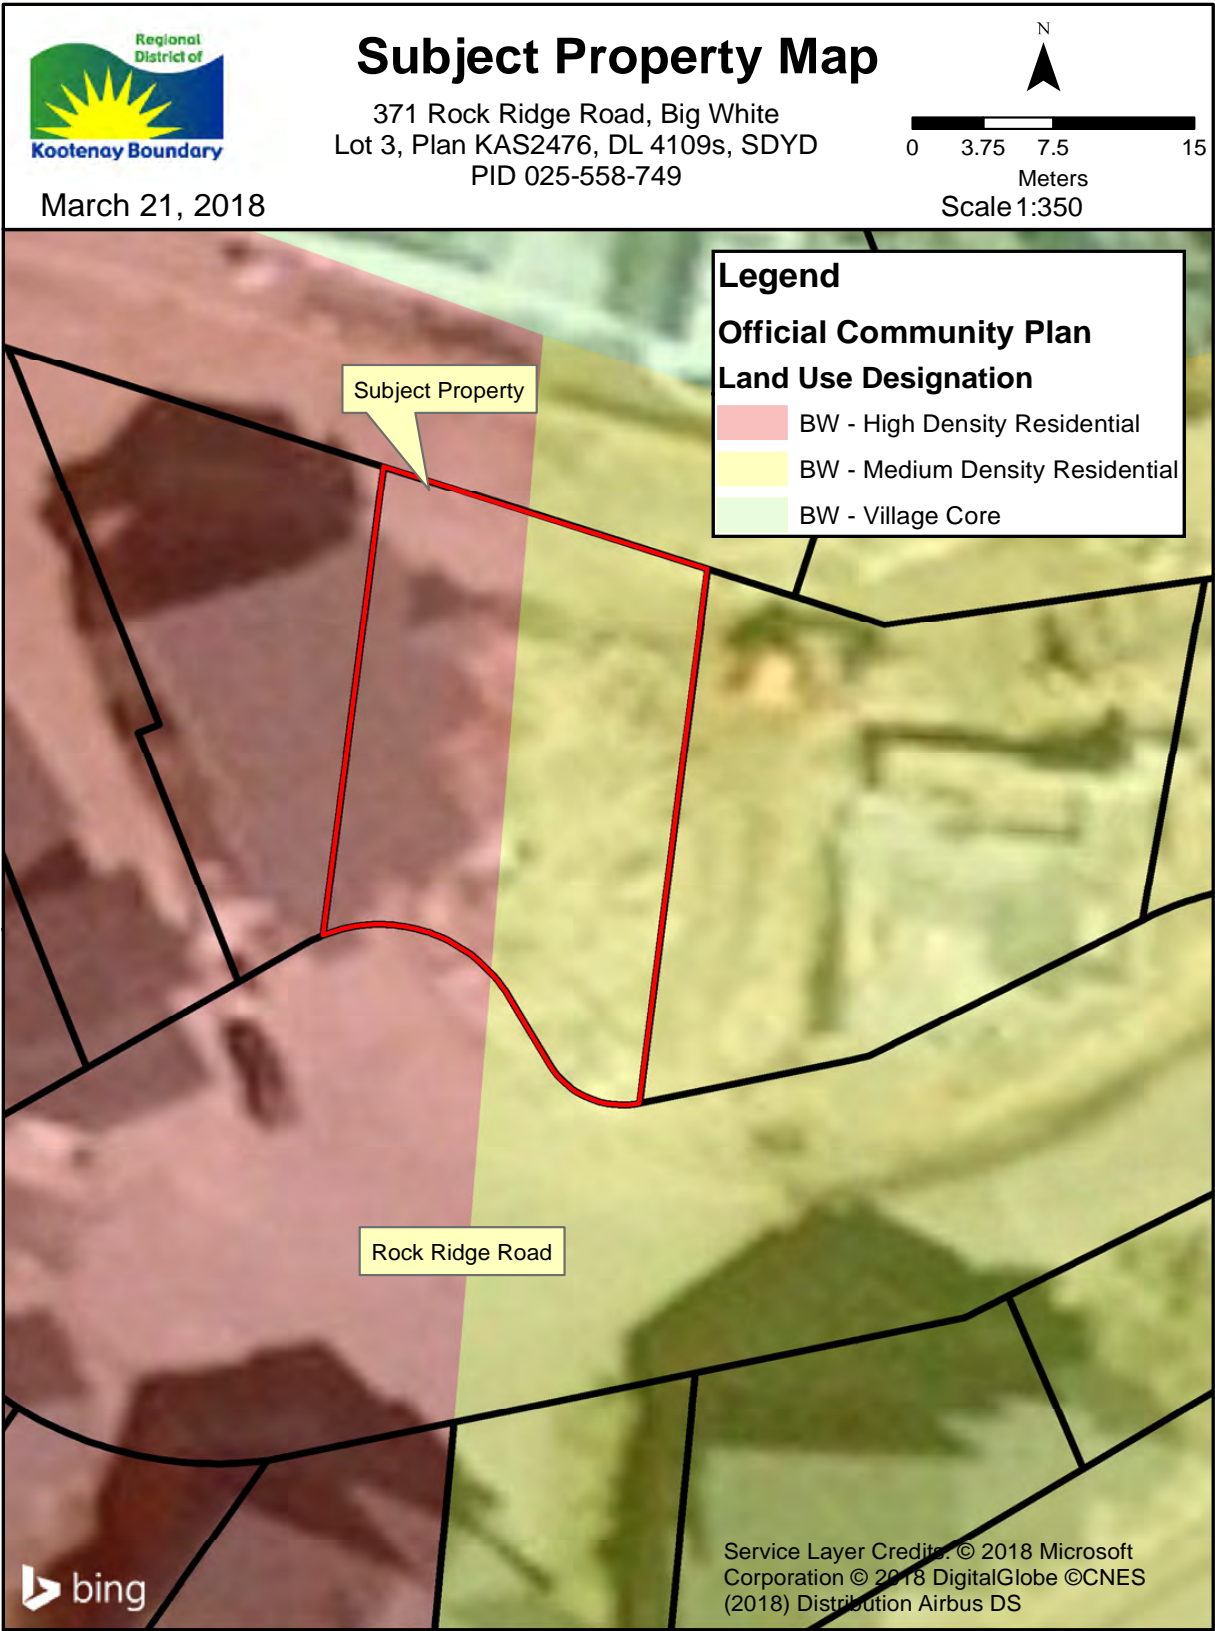 Regional
District of
Kootenay Boundary
March 21, 2018
Subject Property Map
371 Rock Ridge Road, Big White
Lot 3, Plan KAS2476, DL 4109s, SDYD
PID 025-558-749
N
0 3.75 7.5 15
Meters
Scale 1:350
Legend
Official Community Plan
Land Use Designation
BW - High Density Residential
BW - Medium Density Residential
BW - Village Core
Subject Property
Rock Ridge Road
bing
Service Layer Credits: © 2018 Microsoft
Corporation © 2018 DigitalGlobe ©CNES
(2018) Distribution Airbus DS